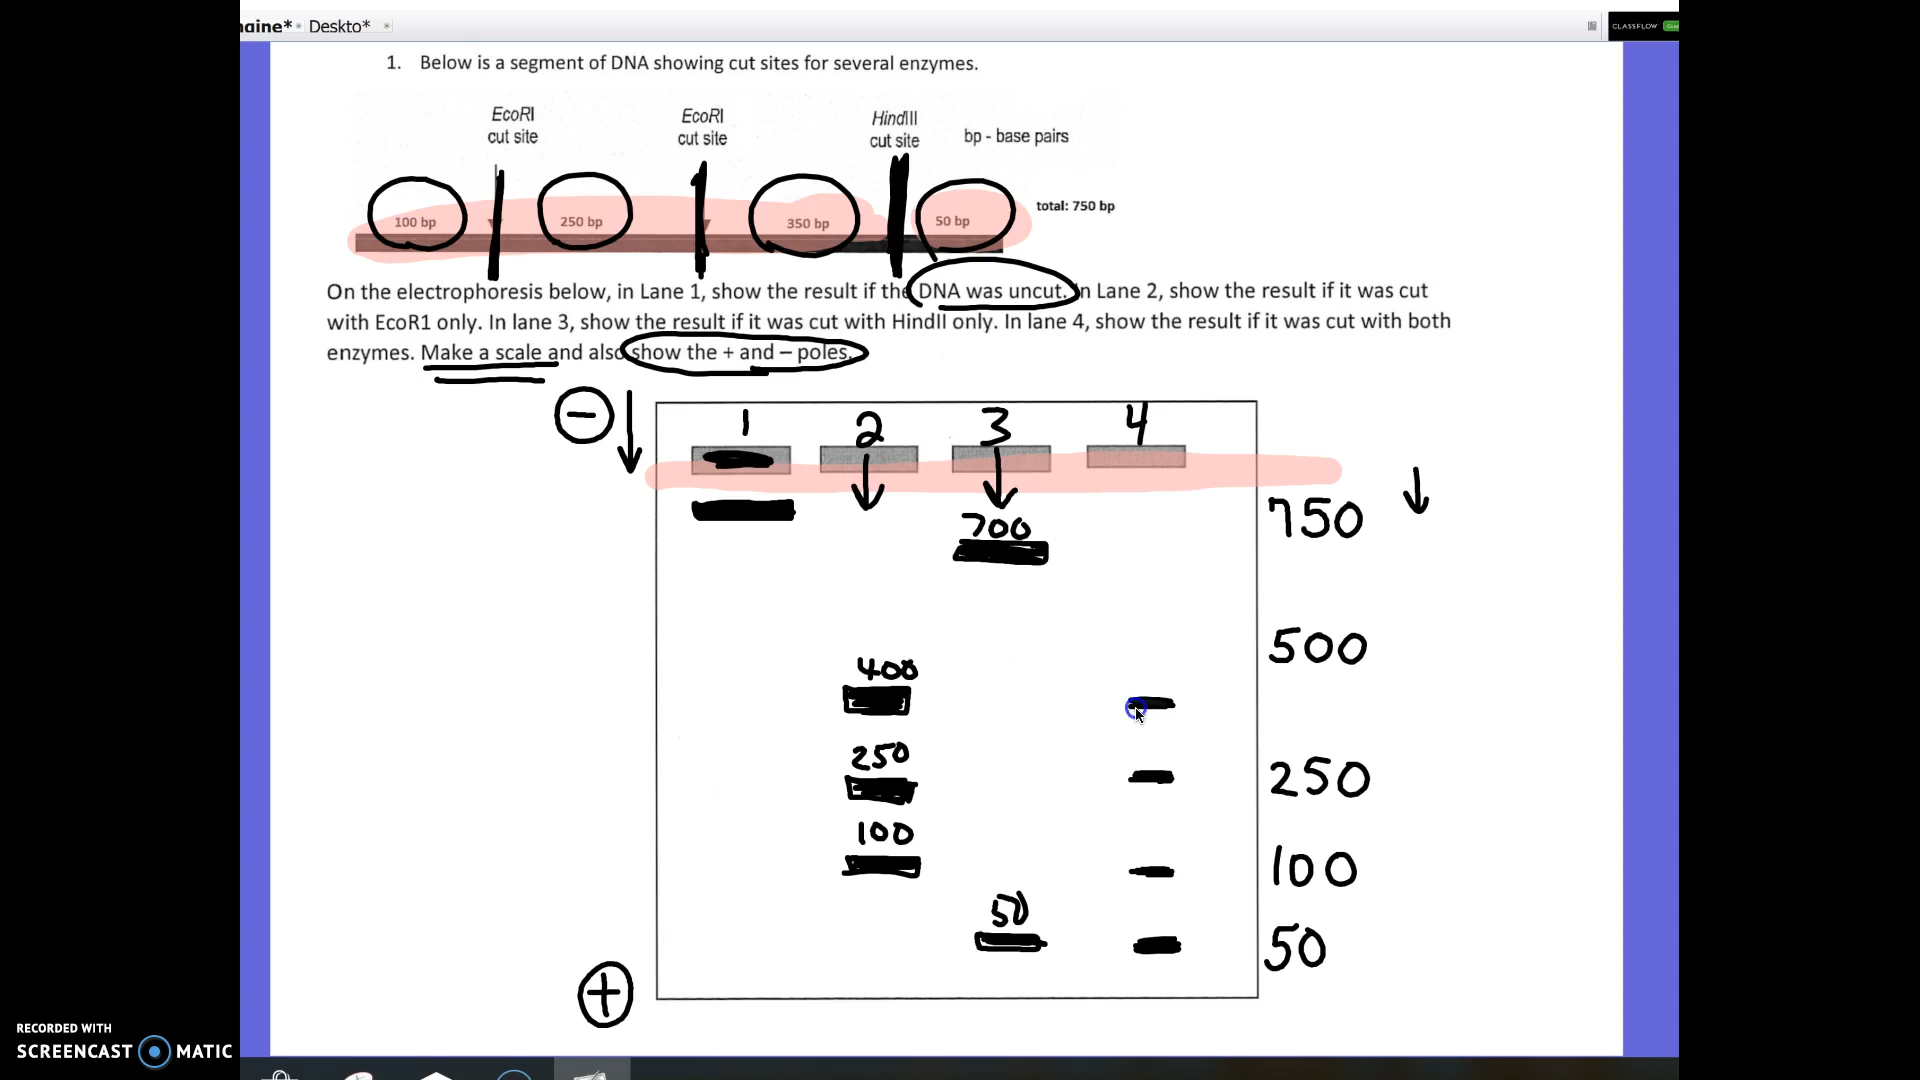 aine* Deskto*
CLASSFLOW
1. Below is a segment of DNA showing cut sites for several enzymes.
EcoRI EcoRI HindIII
cut site cut site cut site bp - base pairs
100 bp 250 bp 350 bp 50 bp total: 750 bp
On the electrophoresis below, in Lane 1, show the result if the DNA was uncut. In Lane 2, show the result if it was cut
with EcoR1 only. In lane 3, show the result if it was cut with HindII only. In lane 4, show the result if it was cut with both
enzymes. Make a scale and also show the + and – poles.
−
1 2 3 4
700
750
400
500
250
250
100
100
50
50
+
RECORDED WITH
SCREENCAST MATIC